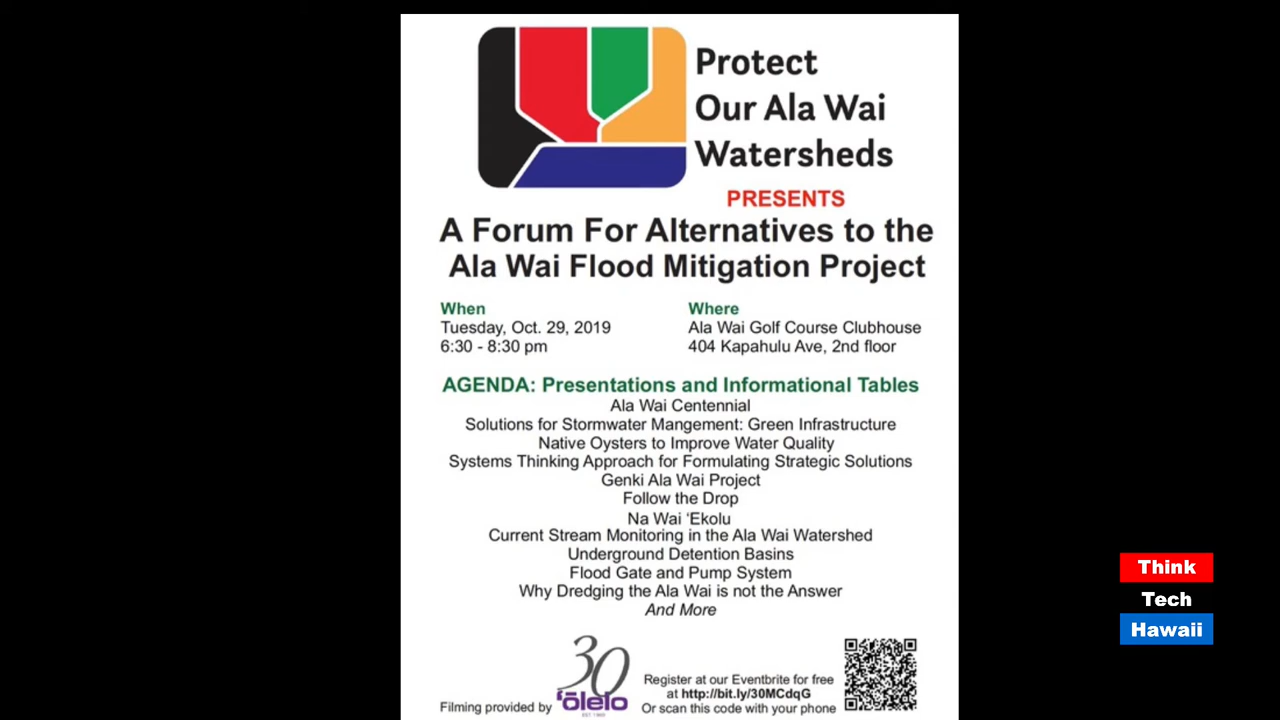 Protect
Our Ala Wai
Watersheds
PRESENTS
A Forum For Alternatives to the
Ala Wai Flood Mitigation Project
When
Tuesday, Oct. 29, 2019
6:30 - 8:30 pm
Where
Ala Wai Golf Course Clubhouse
404 Kapahulu Ave, 2nd floor
AGENDA: Presentations and Informational Tables
Ala Wai Centennial
Solutions for Stormwater Mangement: Green Infrastructure
Native Oysters to Improve Water Quality
Systems Thinking Approach for Formulating Strategic Solutions
Genki Ala Wai Project
Follow the Drop
Na Wai ‘Ekolu
Current Stream Monitoring in the Ala Wai Watershed
Underground Detention Basins
Flood Gate and Pump System
Why Dredging the Ala Wai is not the Answer
And More
Filming provided by
30
‘ōlelo
Register at our Eventbrite for free
at http://bit.ly/30MCdqG
Or scan this code with your phone
Think
Tech
Hawaii